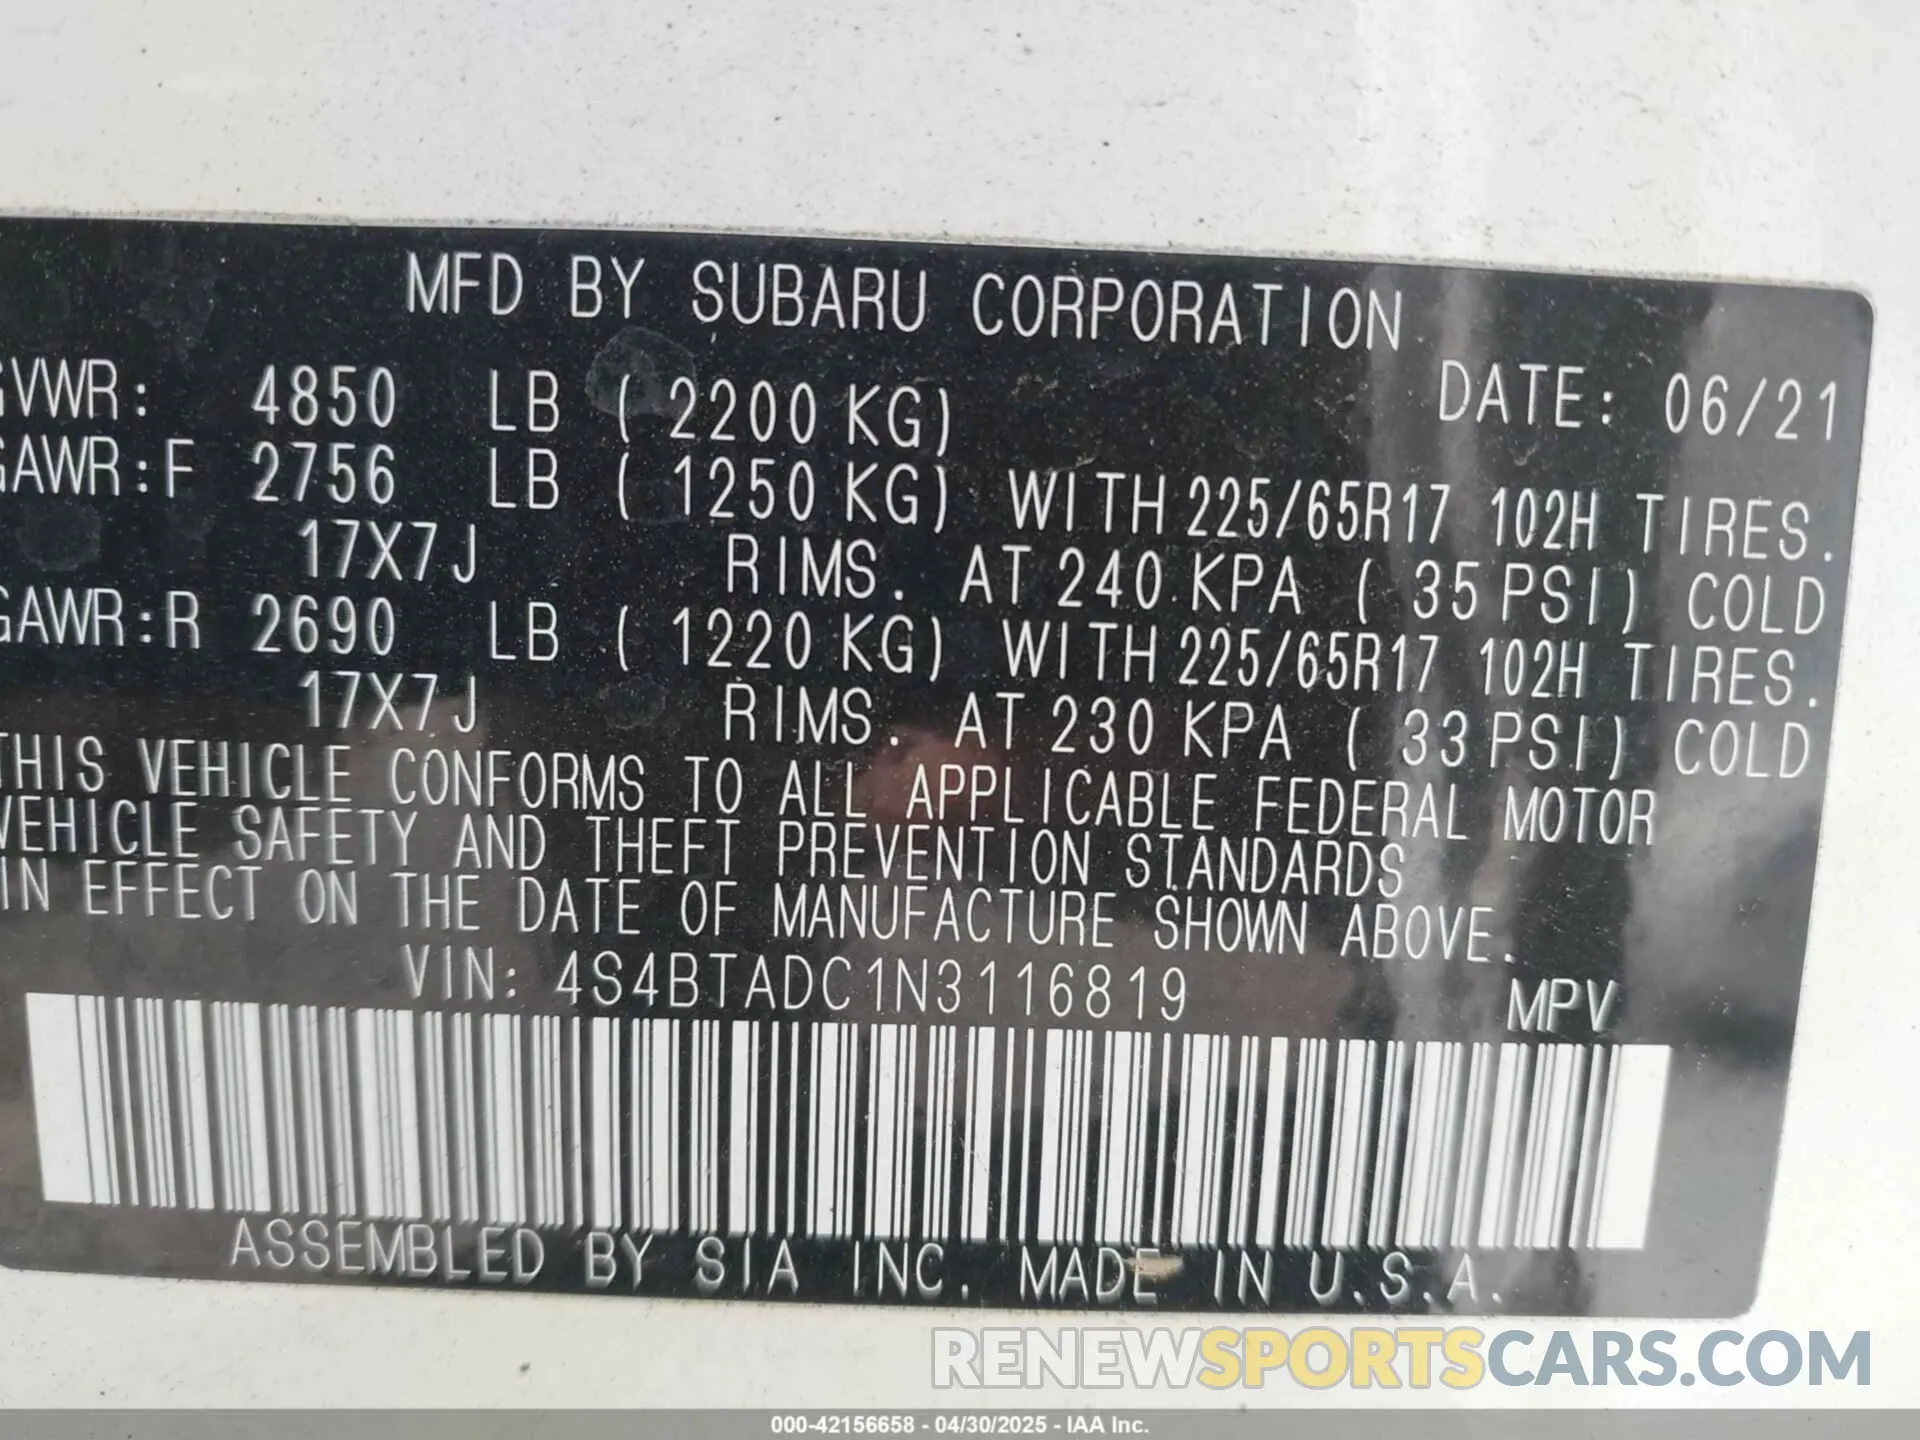 MFD BY SUBARU CORPORATION
GVWR: 4850 LB ( 2200 KG) DATE: 06/21
GAWR:F 2756 LB ( 1250 KG) WITH 225/65R17 102H TIRES.
17X7J RIMS. AT 240 KPA ( 35 PSI) COLD
GAWR:R 2690 LB ( 1220 KG) WITH 225/65R17 102H TIRES.
17X7J RIMS. AT 230 KPA ( 33 PSI) COLD
THIS VEHICLE CONFORMS TO ALL APPLICABLE FEDERAL MOTOR
VEHICLE SAFETY AND THEFT PREVENTION STANDARDS
IN EFFECT ON THE DATE OF MANUFACTURE SHOWN ABOVE.
VIN: 4S4BTADC1N3116819 MPV
ASSEMBLED BY SIA INC. MADE IN U.S.A.
RENEWSPORTSCARS.COM
000-42156658 - 04/30/2025 - IAA Inc.